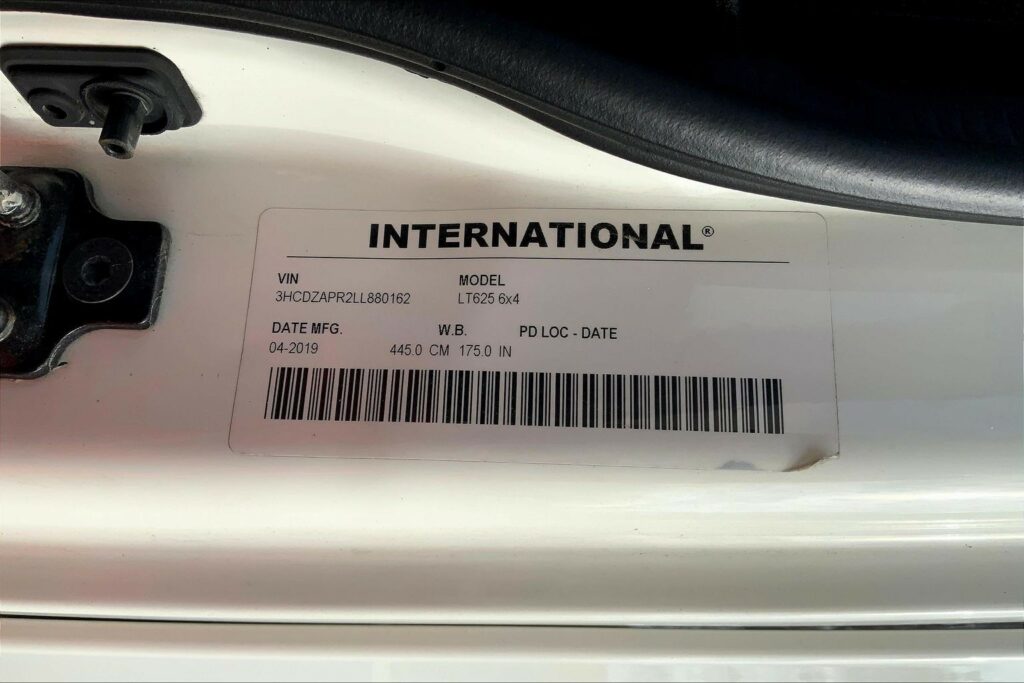 INTERNATIONAL®
VIN MODEL
3HCDZAPR2LL880162 LT625 6x4
DATE MFG. W.B. PD LOC - DATE
04-2019 445.0 CM 175.0 IN